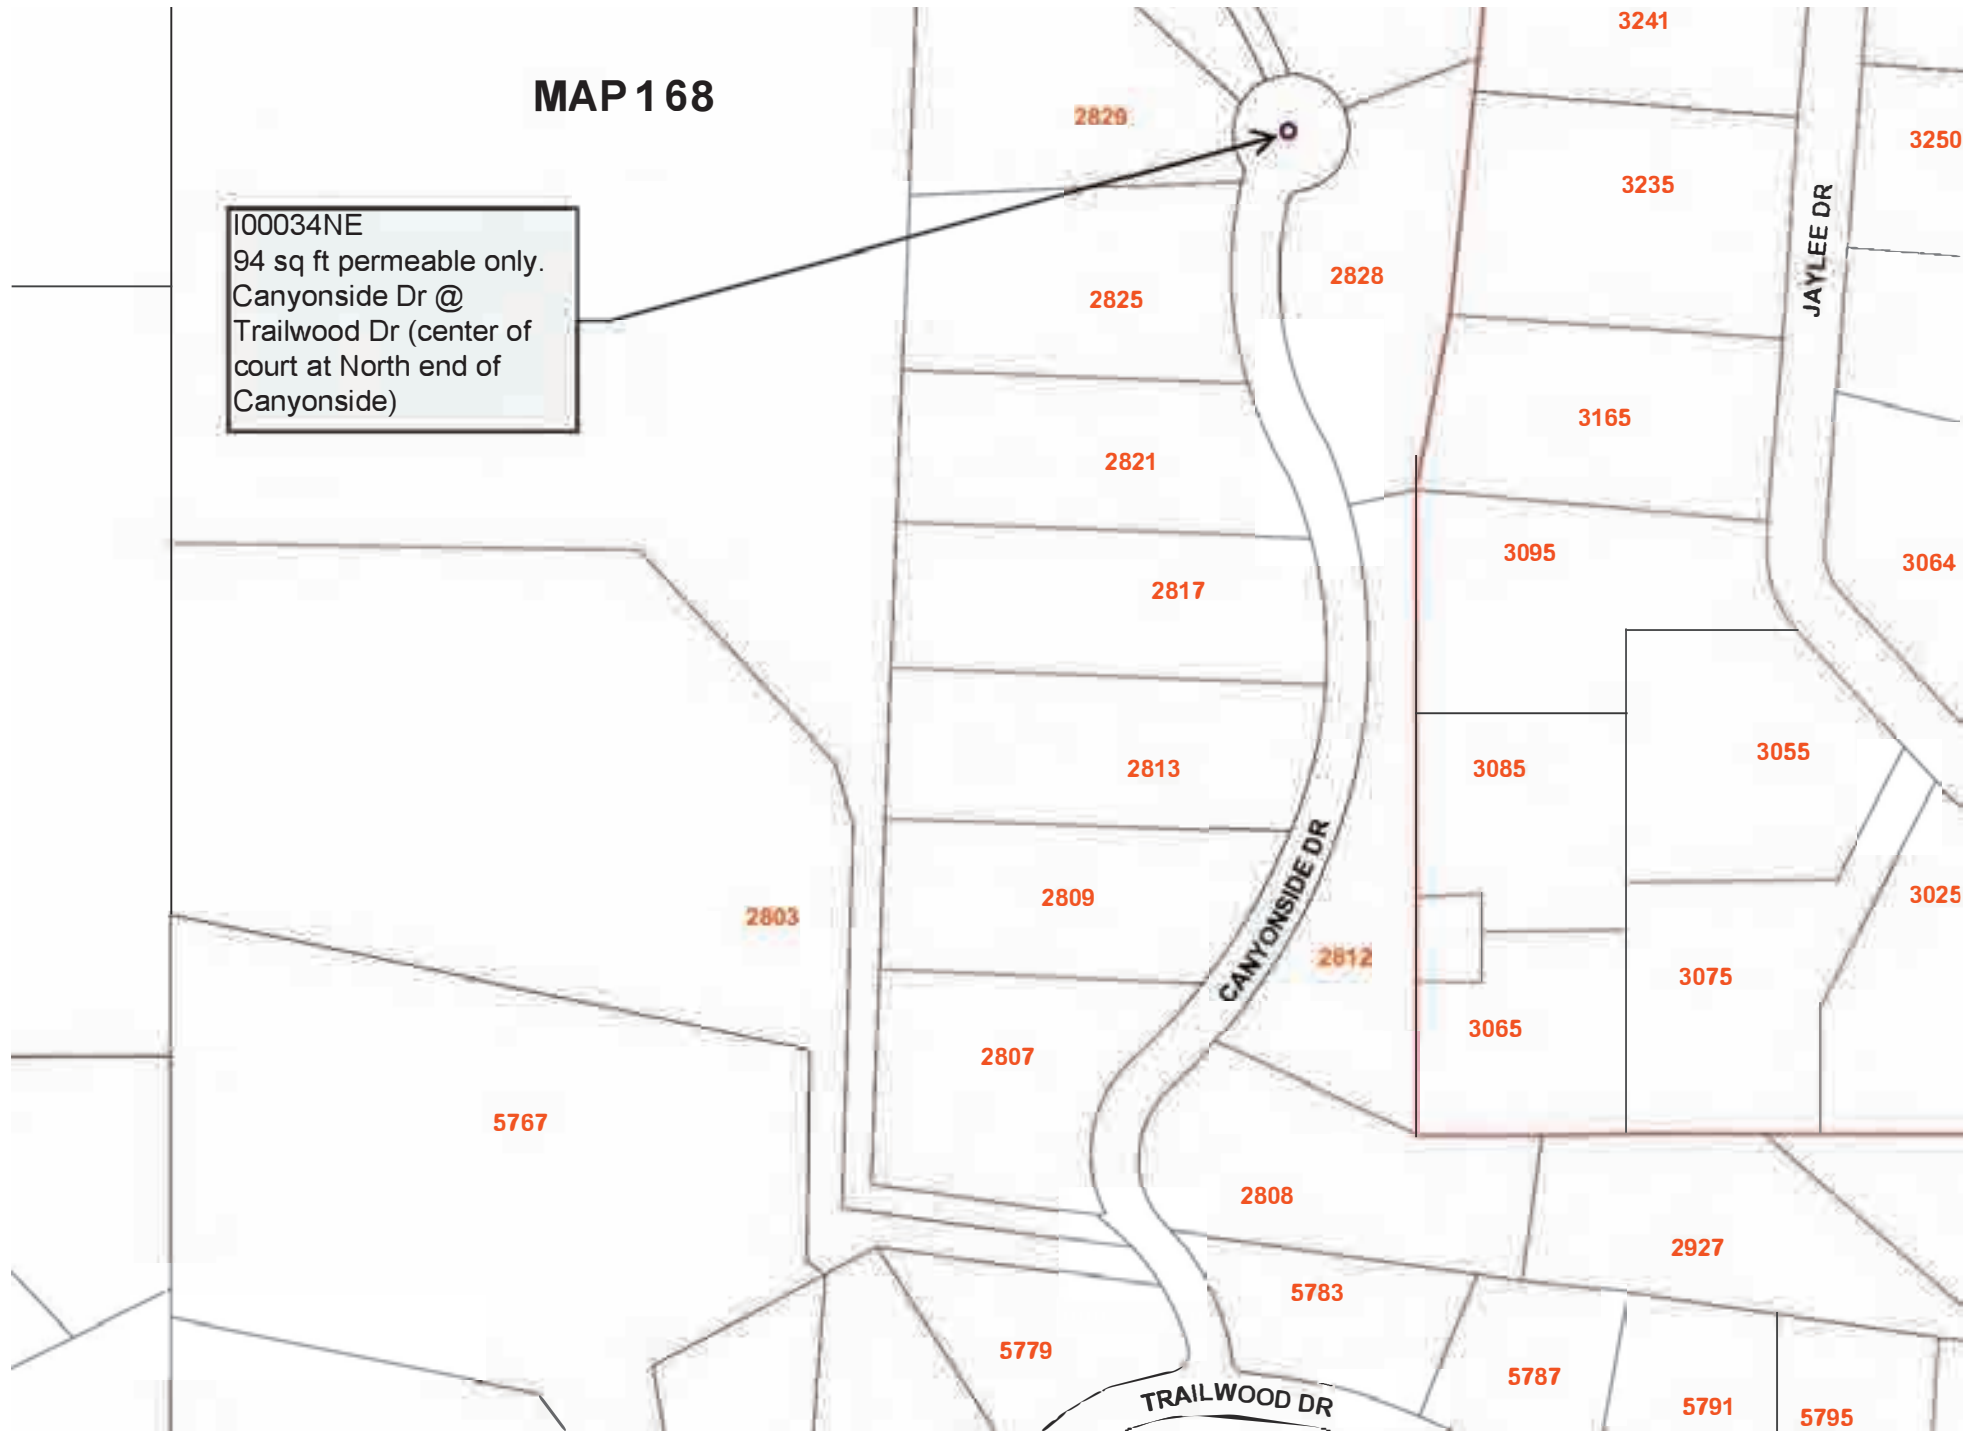 3241
MAP 168
2829
3250
3235
JAYLEE DR
I00034NE
94 sq ft permeable only.
Canyonside Dr @
Trailwood Dr (center of
court at North end of
Canyonside)
2828
2825
3165
2821
3095
3064
2817
3055
2813
3085
CANYONSIDE DR
2809
3025
2803
2812
3075
3065
2807
5767
2808
2927
5783
5779
5787
TRAILWOOD DR
5791
5795